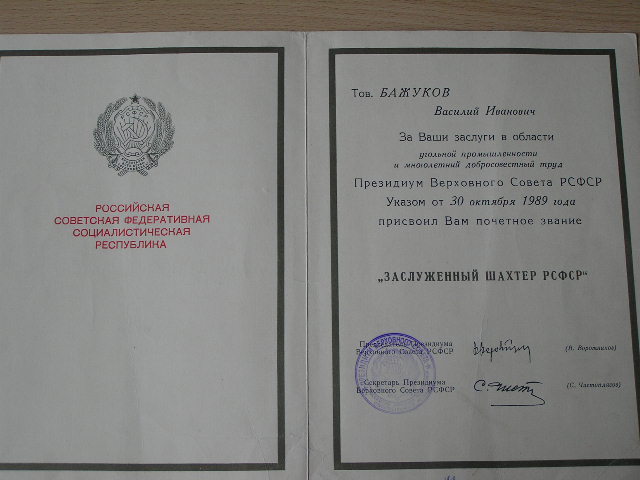 РСФСР
РОССИЙСКАЯ
СОВЕТСКАЯ ФЕДЕРАТИВНАЯ
СОЦИАЛИСТИЧЕСКАЯ
РЕСПУБЛИКА
Тов. БАЖУКОВ
Василий Иванович
За Ваши заслуги в области
угольной промышленности
и многолетний добросовестный труд
Президиум Верховного Совета РСФСР
Указом от 30 октября 1989 года
присвоил Вам почетное звание
„ЗАСЛУЖЕННЫЙ ШАХТЕР РСФСР“
Председатель Президиума
Верховного Совета РСФСР
(В. Воротников)
Секретарь Президиума
Верховного Совета РСФСР
(С. Чистоплясов)